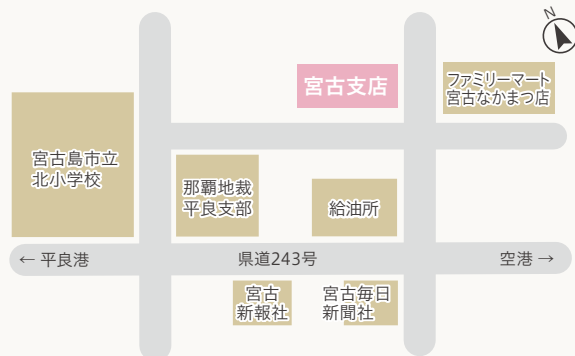 N
宮古支店
ファミリーマート
宮古なかまつ店
宮古島市立
北小学校
那覇地裁
平良支部
給油所
← 平良港
県道243号
空港 →
宮古
新報社
宮古毎日
新聞社